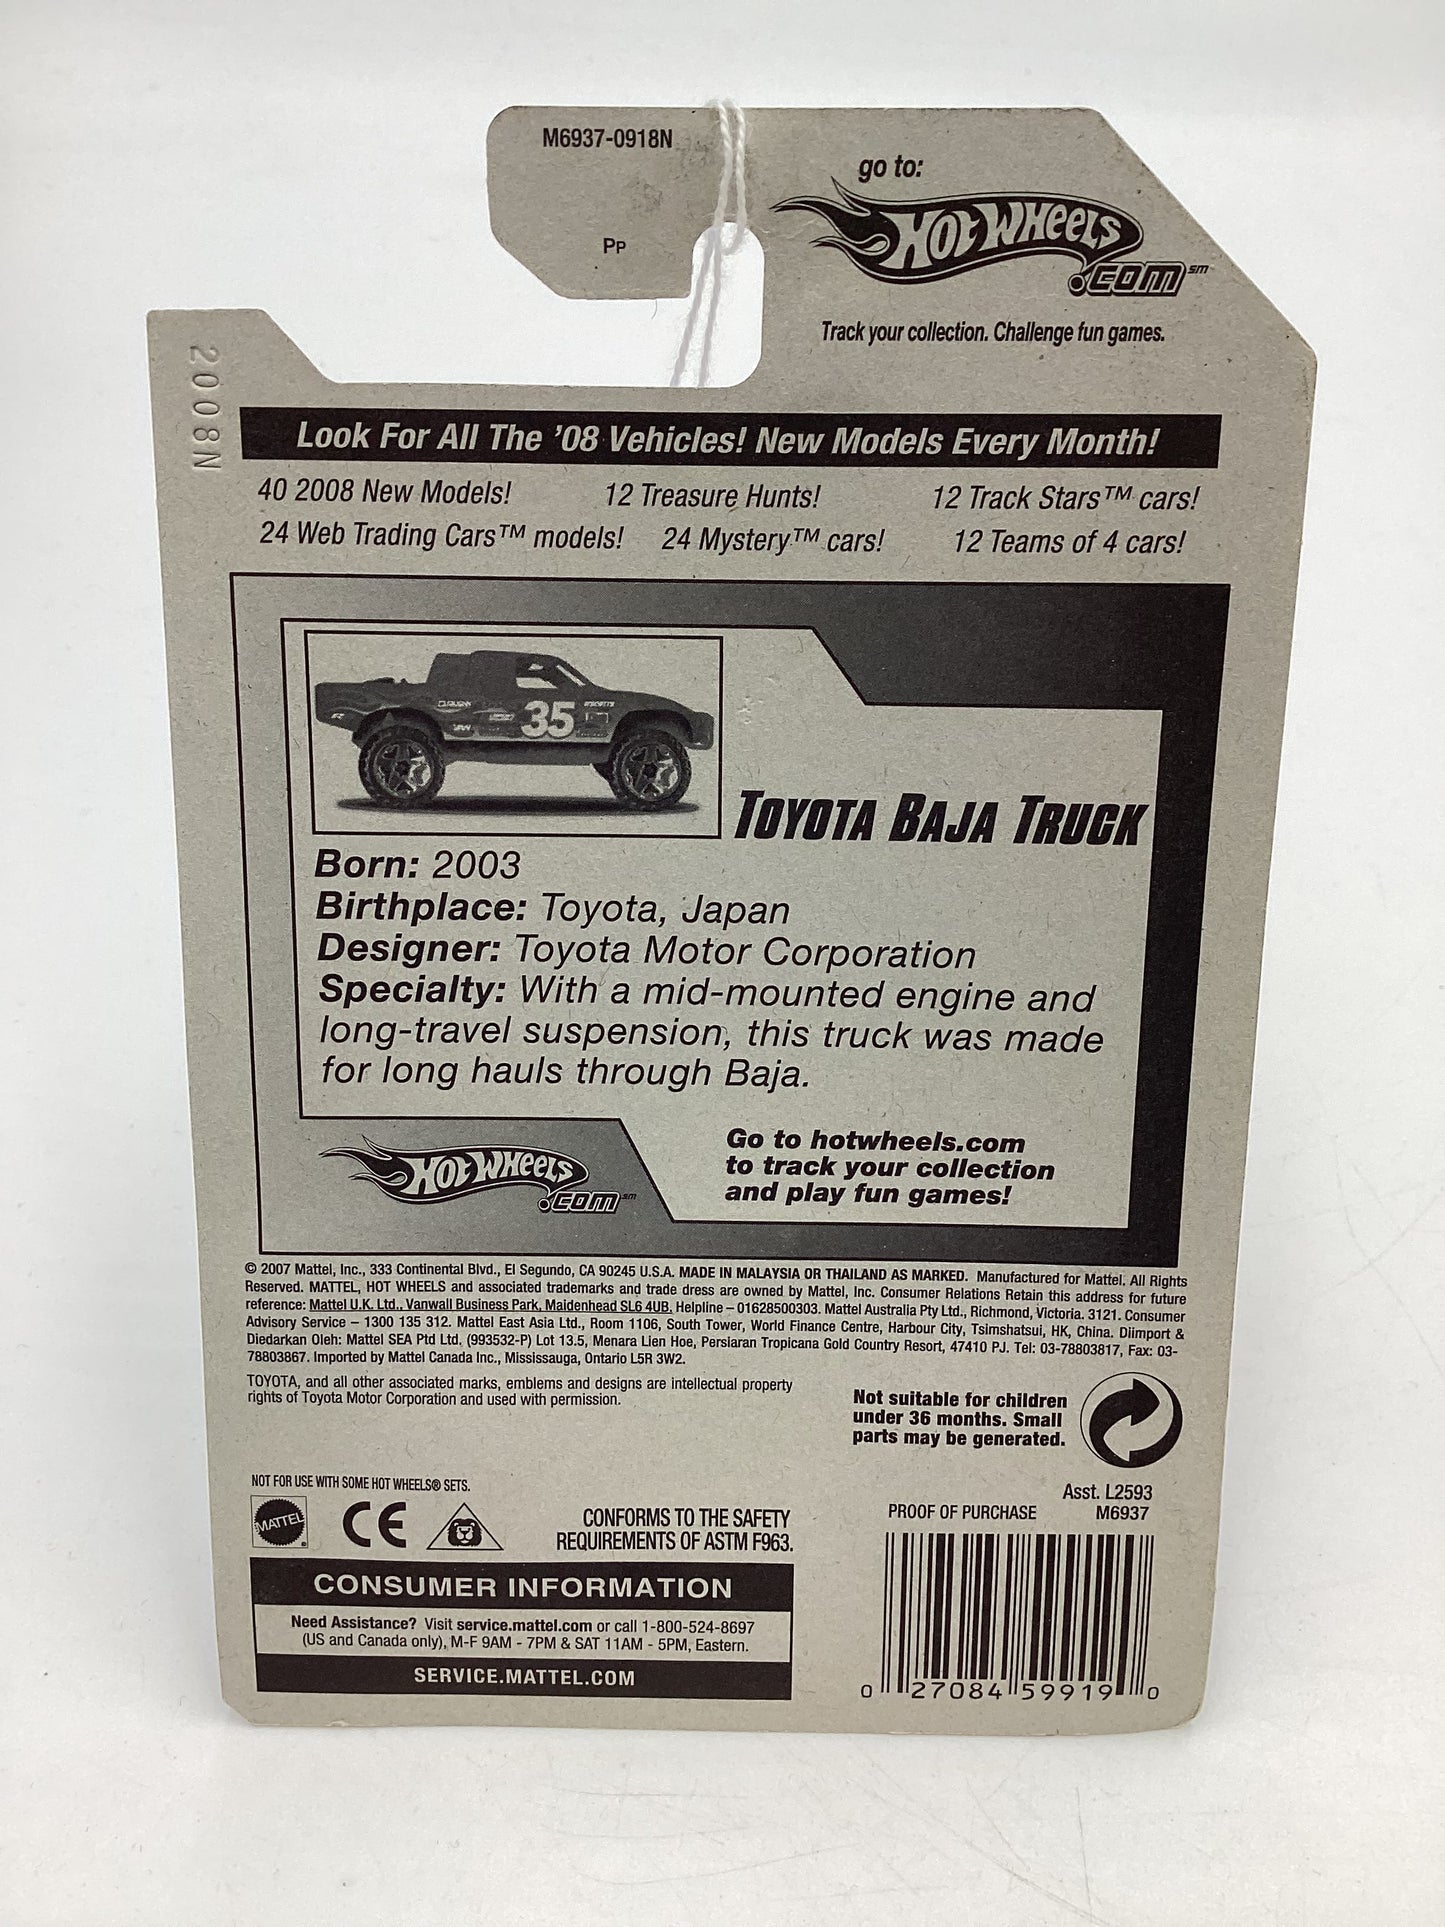 M6937-0918N
Pp
go to:
Hot Wheels
.com℠
Track your collection. Challenge fun games.
2008N
Look For All The '08 Vehicles! New Models Every Month!
40 2008 New Models! 12 Treasure Hunts! 12 Track Stars™ cars!
24 Web Trading Cars™ models! 24 Mystery™ cars! 12 Teams of 4 cars!
35
Toyota Baja Truck
Born: 2003
Birthplace: Toyota, Japan
Designer: Toyota Motor Corporation
Specialty: With a mid-mounted engine and
long-travel suspension, this truck was made
for long hauls through Baja.
Hot Wheels
.com℠
Go to hotwheels.com
to track your collection
and play fun games!
© 2007 Mattel, Inc., 333 Continental Blvd., El Segundo, CA 90245 U.S.A. MADE IN MALAYSIA OR THAILAND AS MARKED. Manufactured for Mattel. All Rights
Reserved. MATTEL, HOT WHEELS and associated trademarks and trade dress are owned by Mattel, Inc. Consumer Relations Retain this address for future
reference: Mattel U.K. Ltd., Vanwall Business Park, Maidenhead SL6 4UB. Helpline – 01628500303. Mattel Australia Pty Ltd., Richmond, Victoria. 3121. Consumer
Advisory Service – 1300 135 312. Mattel East Asia Ltd., Room 1106, South Tower, World Finance Centre, Harbour City, Tsimshatsui, HK, China. Diimport &
Diedarkan Oleh: Mattel SEA Ptd Ltd. (993532-P) Lot 13.5, Menara Lien Hoe, Persiaran Tropicana Gold Country Resort, 47410 PJ. Tel: 03-78803817, Fax: 03-
78803867. Imported by Mattel Canada Inc., Mississauga, Ontario L5R 3W2.
TOYOTA, and all other associated marks, emblems and designs are intellectual property
rights of Toyota Motor Corporation and used with permission.
Not suitable for children
under 36 months. Small
parts may be generated.
NOT FOR USE WITH SOME HOT WHEELS® SETS.
MATTEL
CE
CONFORMS TO THE SAFETY
REQUIREMENTS OF ASTM F963.
Asst. L2593
PROOF OF PURCHASE M6937
CONSUMER INFORMATION
Need Assistance? Visit service.mattel.com or call 1-800-524-8697
(US and Canada only), M-F 9AM - 7PM & SAT 11AM - 5PM, Eastern.
SERVICE.MATTEL.COM
0 27084 59919 0